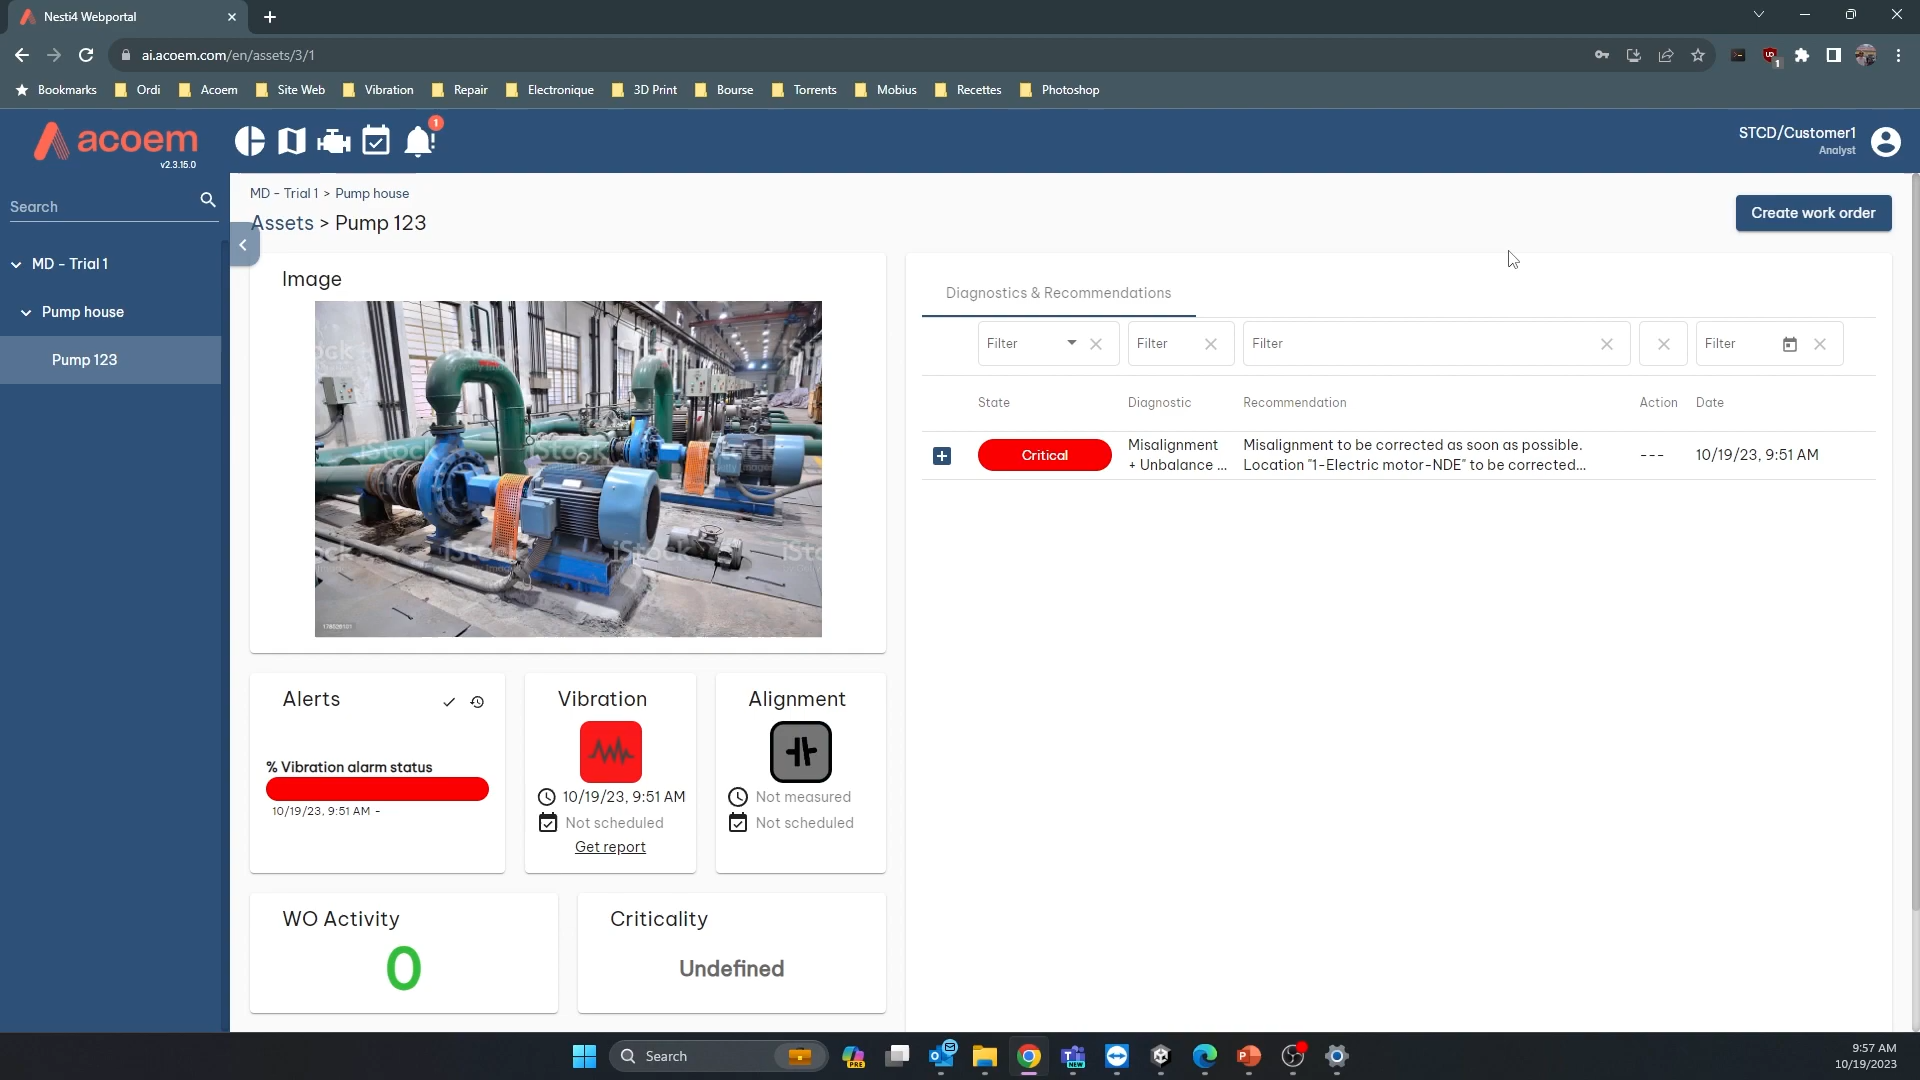 Nesti4 Webportal
ai.acoem.com/en/assets/3/1
1
Bookmarks
Ordi
Acoem
Site Web
Vibration
Repair
Electronique
3D Print
Bourse
Torrents
Mobius
Recettes
Photoshop
acoem
v2.3.15.0
1
STCD/Customer1
Analyst
Search
MD - Trial 1
Pump house
Pump 123
MD - Trial 1 > Pump house
Assets > Pump 123
Create work order
Image
iStock
iStock
Alerts
% Vibration alarm status
10/19/23, 9:51 AM -
Vibration
10/19/23, 9:51 AM
Not scheduled
Get report
Alignment
Not measured
Not scheduled
WO Activity
0
Criticality
Undefined
Diagnostics & Recommendations
Filter
Filter
Filter
Filter
State
Diagnostic
Recommendation
Action
Date
Critical
Misalignment
+ Unbalance ...
Misalignment to be corrected as soon as possible.
Location "1-Electric motor-NDE" to be corrected...
---
10/19/23, 9:51 AM
Search
PRE
NEW
9:57 AM
10/19/2023